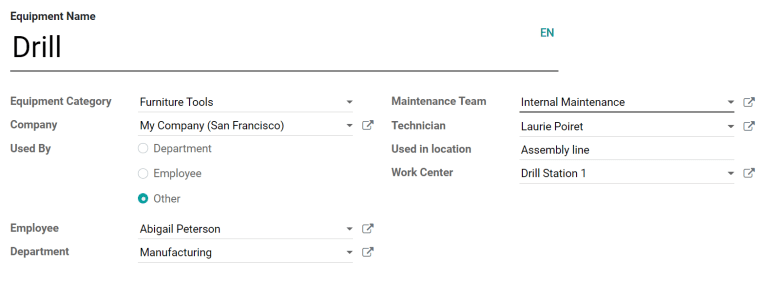 Equipment Name
Drill
EN
Equipment Category Furniture Tools
Company My Company (San Francisco)
Used By Department
Employee
Other
Employee Abigail Peterson
Department Manufacturing
Maintenance Team Internal Maintenance
Technician Laurie Poiret
Used in location Assembly line
Work Center Drill Station 1